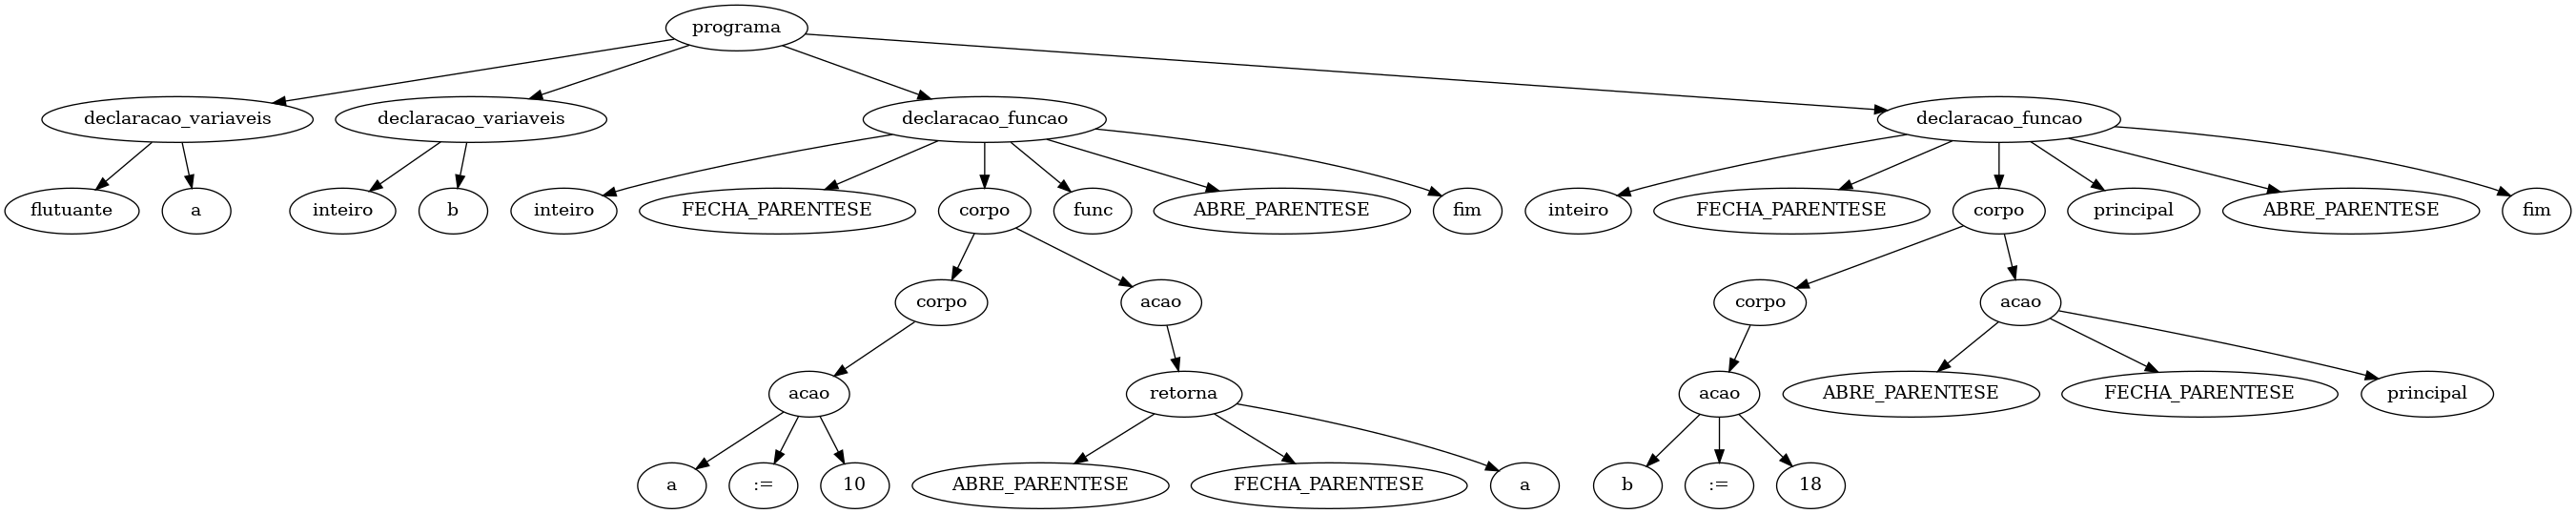 programa
declaracao_variaveis declaracao_variaveis declaracao_funcao declaracao_funcao
flutuante a inteiro b inteiro FECHA_PARENTESE corpo func ABRE_PARENTESE fim inteiro FECHA_PARENTESE corpo principal ABRE_PARENTESE fim
corpo acao corpo acao
acao retorna acao ABRE_PARENTESE FECHA_PARENTESE principal
a := 10 ABRE_PARENTESE FECHA_PARENTESE a b := 18